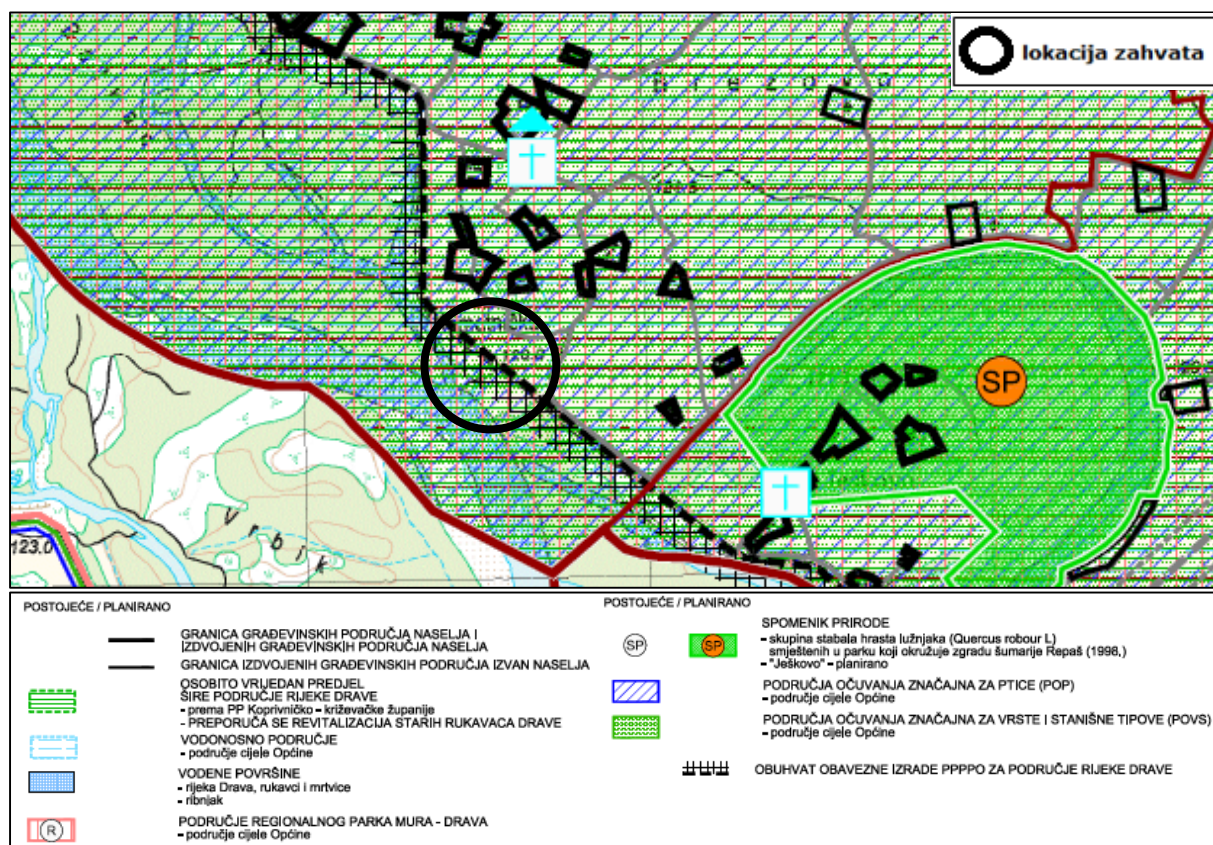 lokacija zahvata
B r e z o v o
SP
120.0
123.0
V r b i k
POSTOJEĆE / PLANIRANO
GRANICA GRAĐEVINSKIH PODRUČJA NASELJA I
IZDVOJENIH GRAĐEVINSKIH PODRUČJA NASELJA
GRANICA IZDVOJENIH GRAĐEVINSKIH PODRUČJA IZVAN NASELJA
OSOBITO VRIJEDAN PREDJEL
ŠIRE PODRUČJE RIJEKE DRAVE
- prema PP Koprivničko - križevačke županije
- PREPORUČA SE REVITALIZACIJA STARIH RUKAVACA DRAVE
VODONOSNO PODRUČJE
- područje cijele Općine
VODENE POVRŠINE
- rijeka Drava, rukavci i mrtvice
- ribnjak
R
PODRUČJE REGIONALNOG PARKA MURA - DRAVA
- područje cijele Općine
POSTOJEĆE / PLANIRANO
SP SP
SPOMENIK PRIRODE
- skupina stabala hrasta lužnjaka (Quercus robour L)
smještenih u parku koji okružuje zgradu šumarije Repaš (1998,)
- "Ješkovo" - planirano
PODRUČJA OČUVANJA ZNAČAJNA ZA PTICE (POP)
- područje cijele Općine
PODRUČJA OČUVANJA ZNAČAJNA ZA VRSTE I STANIŠNE TIPOVE (POVS)
- područje cijele Općine
OBUHVAT OBAVEZNE IZRADE PPPPO ZA PODRUČJE RIJEKE DRAVE